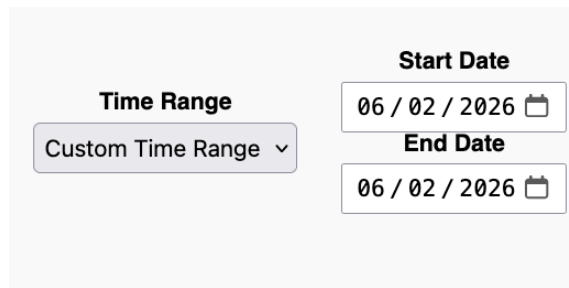 Time Range
Custom Time Range
Start Date
06/02/2026
End Date
06/02/2026